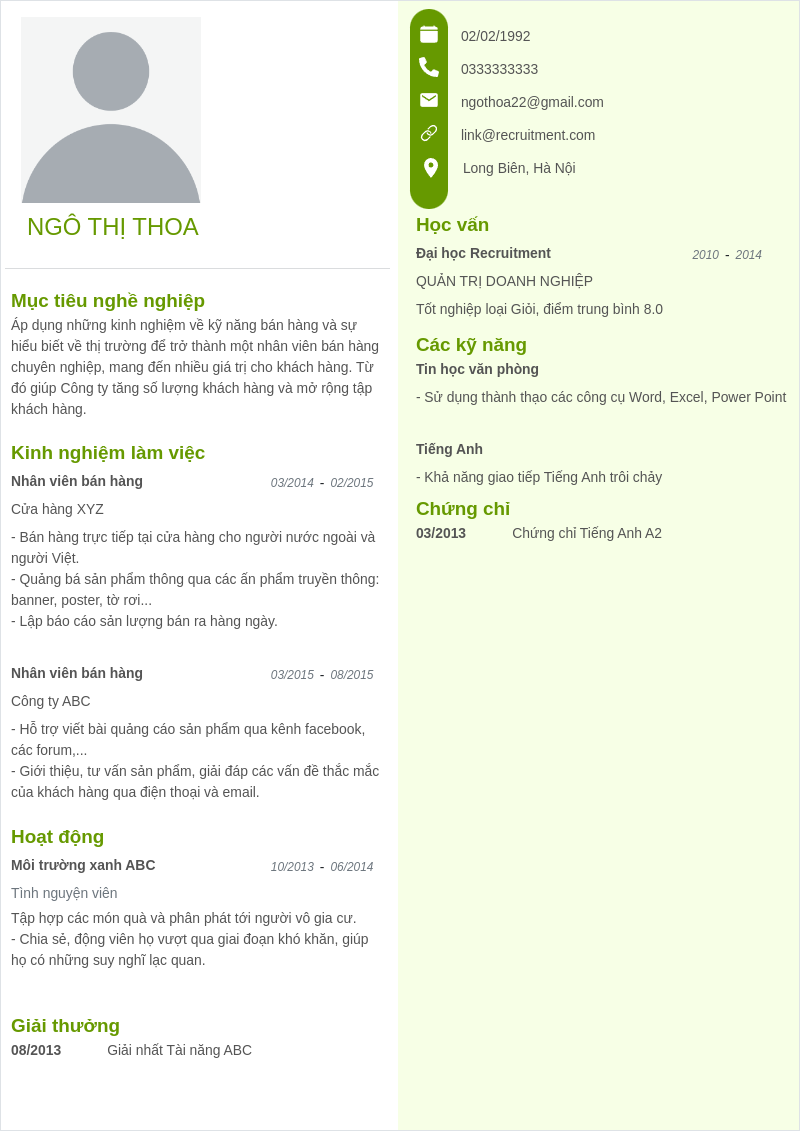 NGÔ THỊ THOA
Mục tiêu nghề nghiệp
Áp dụng những kinh nghiệm về kỹ năng bán hàng và sự
hiểu biết về thị trường để trở thành một nhân viên bán hàng
chuyên nghiệp, mang đến nhiều giá trị cho khách hàng. Từ
đó giúp Công ty tăng số lượng khách hàng và mở rộng tập
khách hàng.
Kinh nghiệm làm việc
Nhân viên bán hàng 03/2014 - 02/2015
Cửa hàng XYZ
- Bán hàng trực tiếp tại cửa hàng cho người nước ngoài và
người Việt.
- Quảng bá sản phẩm thông qua các ấn phẩm truyền thông:
banner, poster, tờ rơi...
- Lập báo cáo sản lượng bán ra hàng ngày.
Nhân viên bán hàng 03/2015 - 08/2015
Công ty ABC
- Hỗ trợ viết bài quảng cáo sản phẩm qua kênh facebook,
các forum,...
- Giới thiệu, tư vấn sản phẩm, giải đáp các vấn đề thắc mắc
của khách hàng qua điện thoại và email.
Hoạt động
Môi trường xanh ABC 10/2013 - 06/2014
Tình nguyện viên
Tập hợp các món quà và phân phát tới người vô gia cư.
- Chia sẻ, động viên họ vượt qua giai đoạn khó khăn, giúp
họ có những suy nghĩ lạc quan.
Giải thưởng
08/2013 Giải nhất Tài năng ABC
02/02/1992
0333333333
ngothoa22@gmail.com
link@recruitment.com
Long Biên, Hà Nội
Học vấn
Đại học Recruitment 2010 - 2014
QUẢN TRỊ DOANH NGHIỆP
Tốt nghiệp loại Giỏi, điểm trung bình 8.0
Các kỹ năng
Tin học văn phòng
- Sử dụng thành thạo các công cụ Word, Excel, Power Point
Tiếng Anh
- Khả năng giao tiếp Tiếng Anh trôi chảy
Chứng chỉ
03/2013 Chứng chỉ Tiếng Anh A2